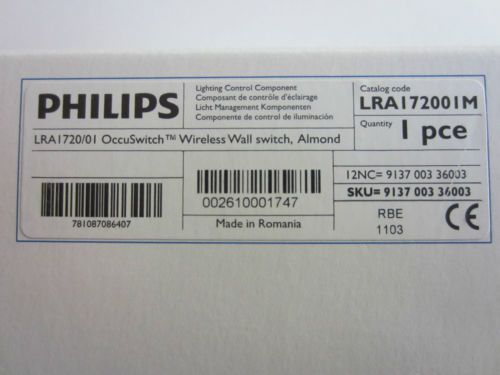 PHILIPS
Lighting Control Component
Composant de contrôle d'éclairage
Licht Management Komponenten
Componente de control de iluminación
Catalog code
LRA172001M
Quantity 1 pce
LRA1720/01 OccuSwitch™ Wireless Wall switch, Almond
12NC= 9137 003 36003
SKU= 9137 003 36003
781087086407
002610001747
Made in Romania
RBE
1103
CE